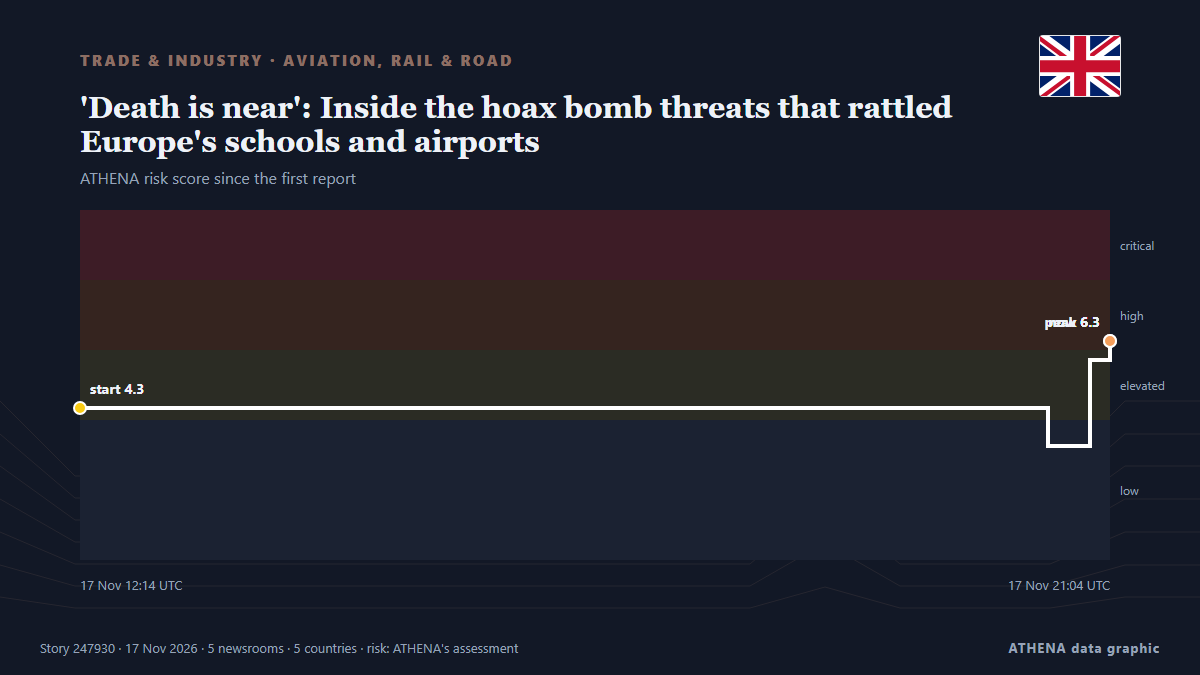 TRADE & INDUSTRY · AVIATION, RAIL & ROAD
'Death is near': Inside the hoax bomb threats that rattled
Europe's schools and airports
ATHENA risk score since the first report
critical
high
6.3
elevated
start 4.3
low
17 Nov 12:14 UTC
17 Nov 21:04 UTC
Story 247930 · 17 Nov 2026 · 5 newsrooms · 5 countries · risk: ATHENA's assessment
ATHENA data graphic